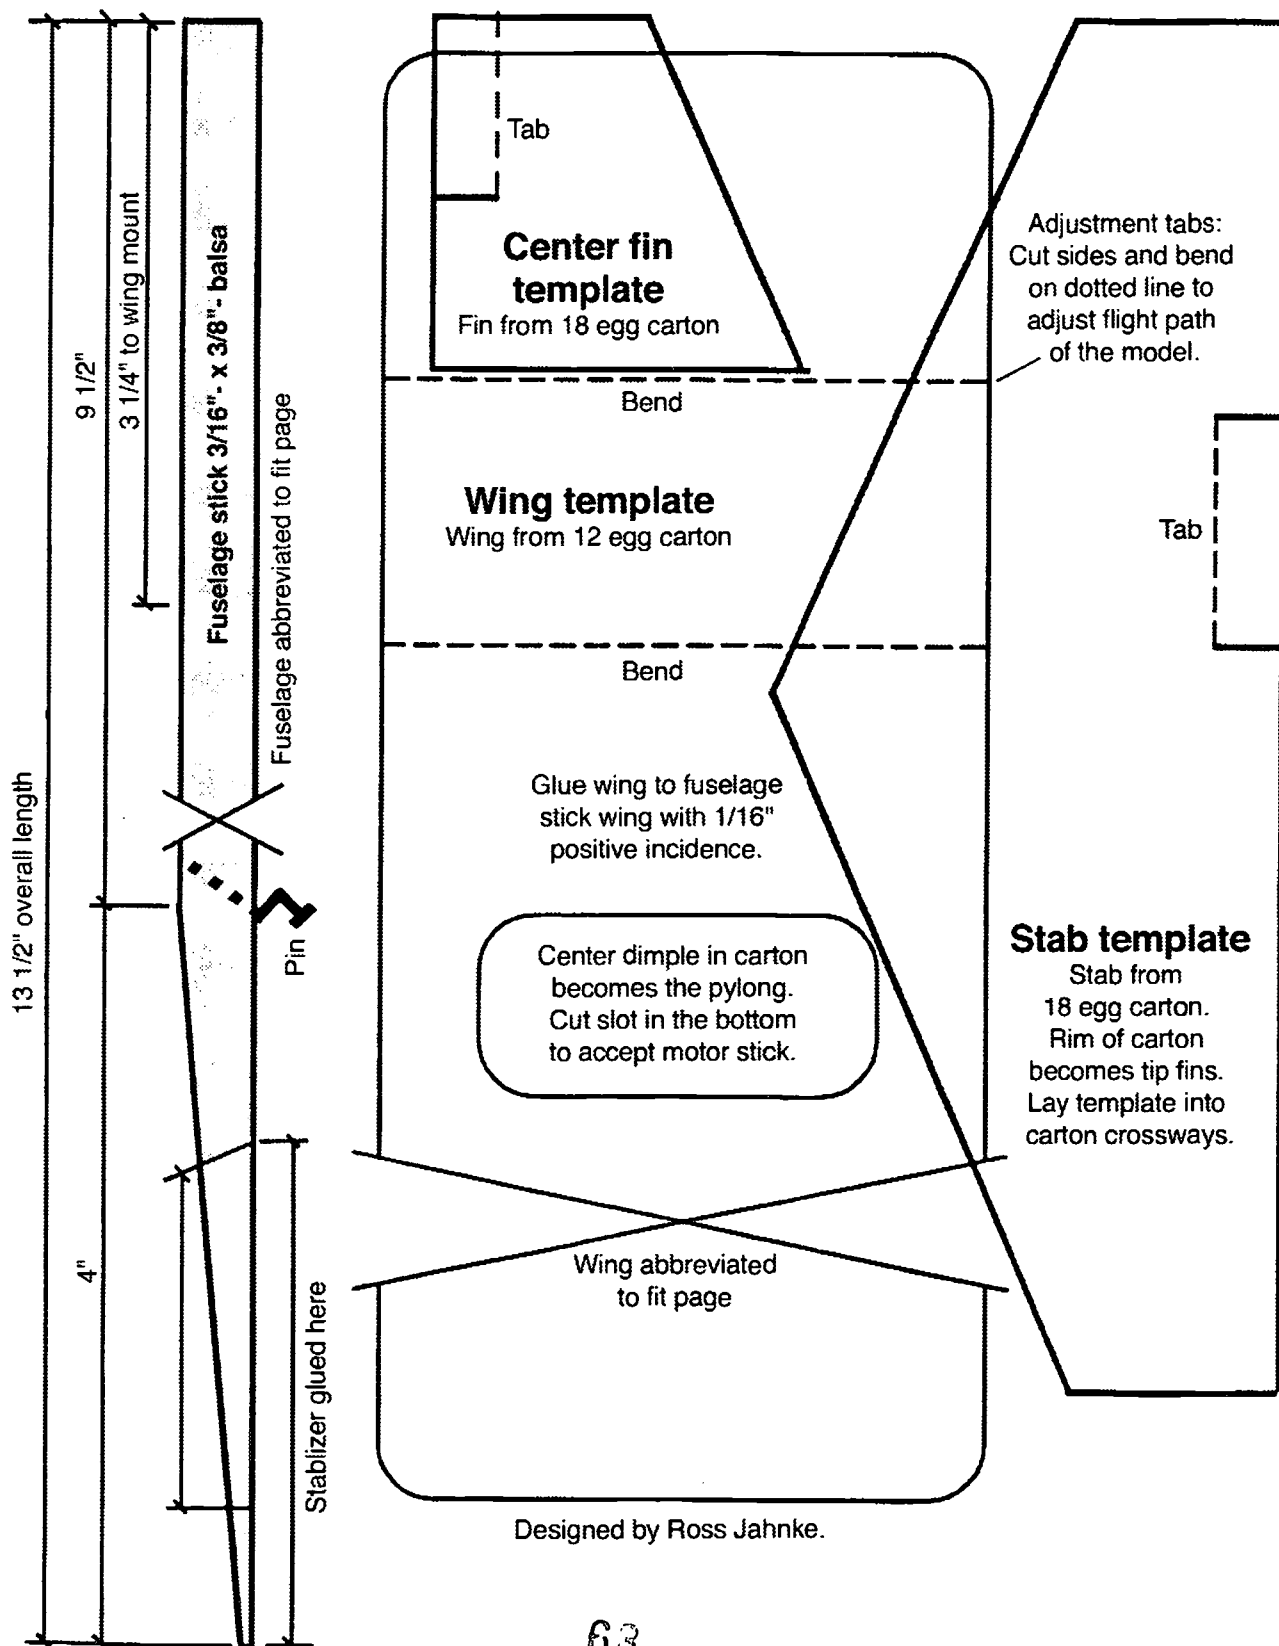 13 1/2" overall length
9 1/2"
4"
3 1/4" to wing mount
Fuselage stick 3/16"- x 3/8"- balsa
Fuselage abbreviated to fit page
Pin
Stablizer glued here
Tab
Center fin
template
Fin from 18 egg carton
Bend
Wing template
Wing from 12 egg carton
Bend
Glue wing to fuselage
stick wing with 1/16"
positive incidence.
Center dimple in carton
becomes the pylong.
Cut slot in the bottom
to accept motor stick.
Wing abbreviated
to fit page
Adjustment tabs:
Cut sides and bend
on dotted line to
adjust flight path
of the model.
Tab
Stab template
Stab from
18 egg carton.
Rim of carton
becomes tip fins.
Lay template into
carton crossways.
Designed by Ross Jahnke.
63